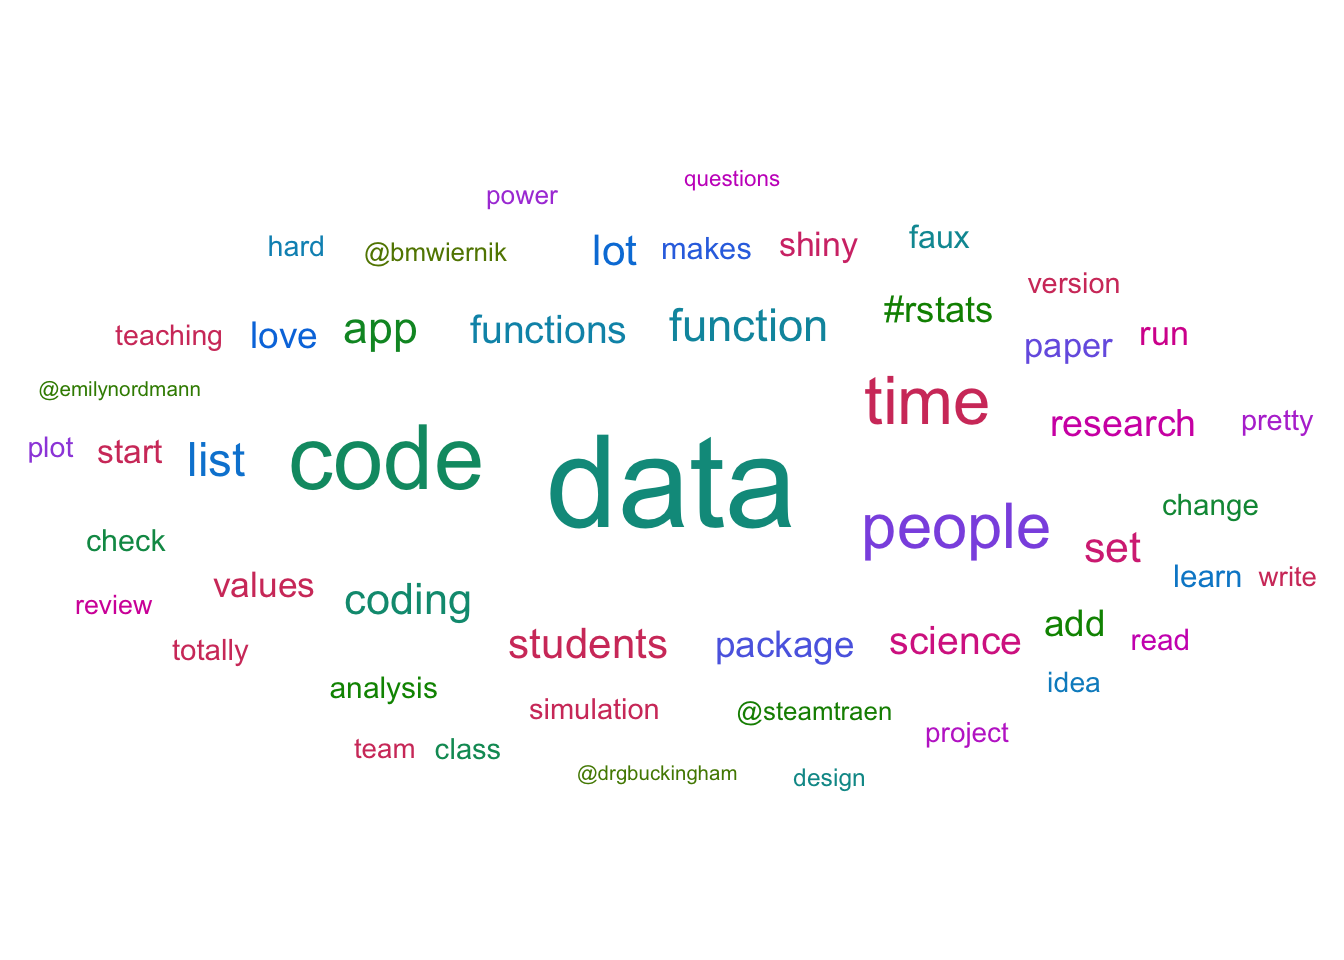 questions
power
hard
@bmwiernik
lot
makes
shiny
faux
version
teaching
love
app
functions
function
#rstats
paper
run
@emilynordmann
time
plot
start
list
code
data
research
pretty
check
people
set
change
review
values
coding
learn
write
totally
students
package
science
add
read
analysis
simulation
@steamtraen
idea
team
class
project
@drgbuckingham
design